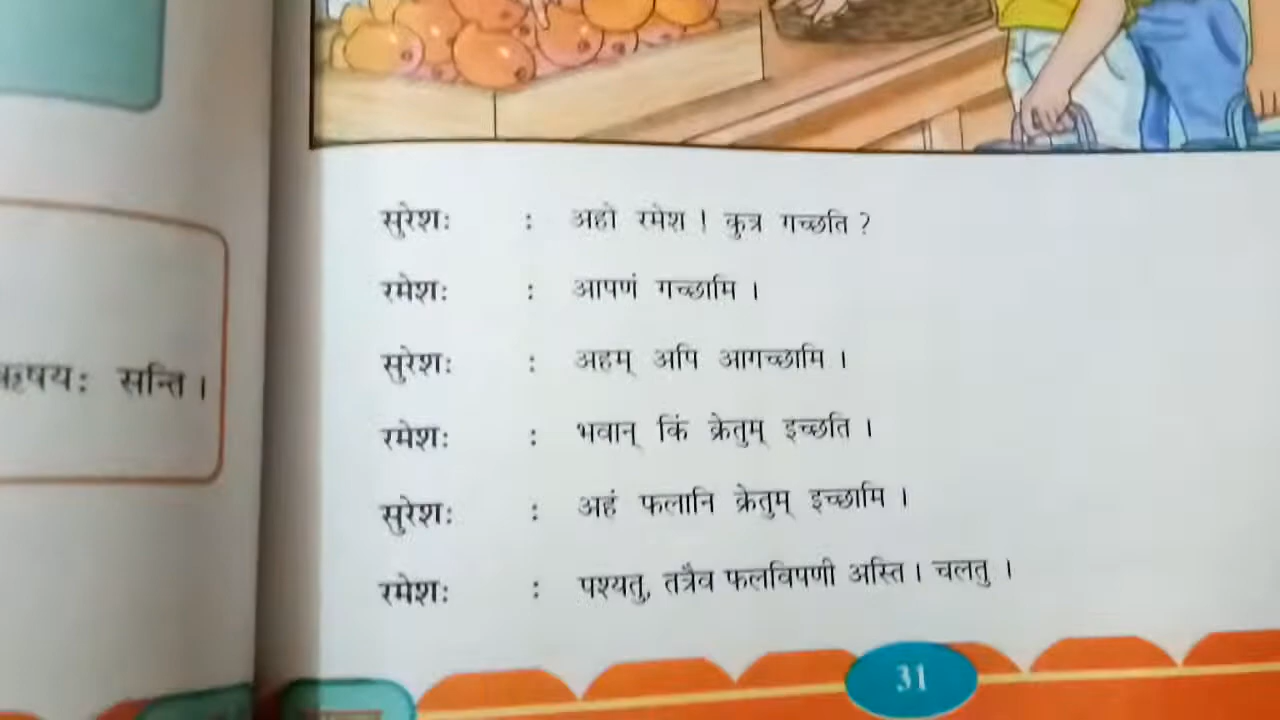 सुरेशः : अहो रमेश । कुत्र गच्छति ?
रमेशः : आपणं गच्छामि ।
सुरेशः : अहम् अपि आगच्छामि ।
ऋषयः सन्ति ।
रमेशः : भवान् किं क्रेतुम् इच्छति ।
सुरेशः : अहं फलानि क्रेतुम् इच्छामि ।
रमेशः : पश्यतु, तत्रैव फलविपणी अस्ति । चलतु ।
31